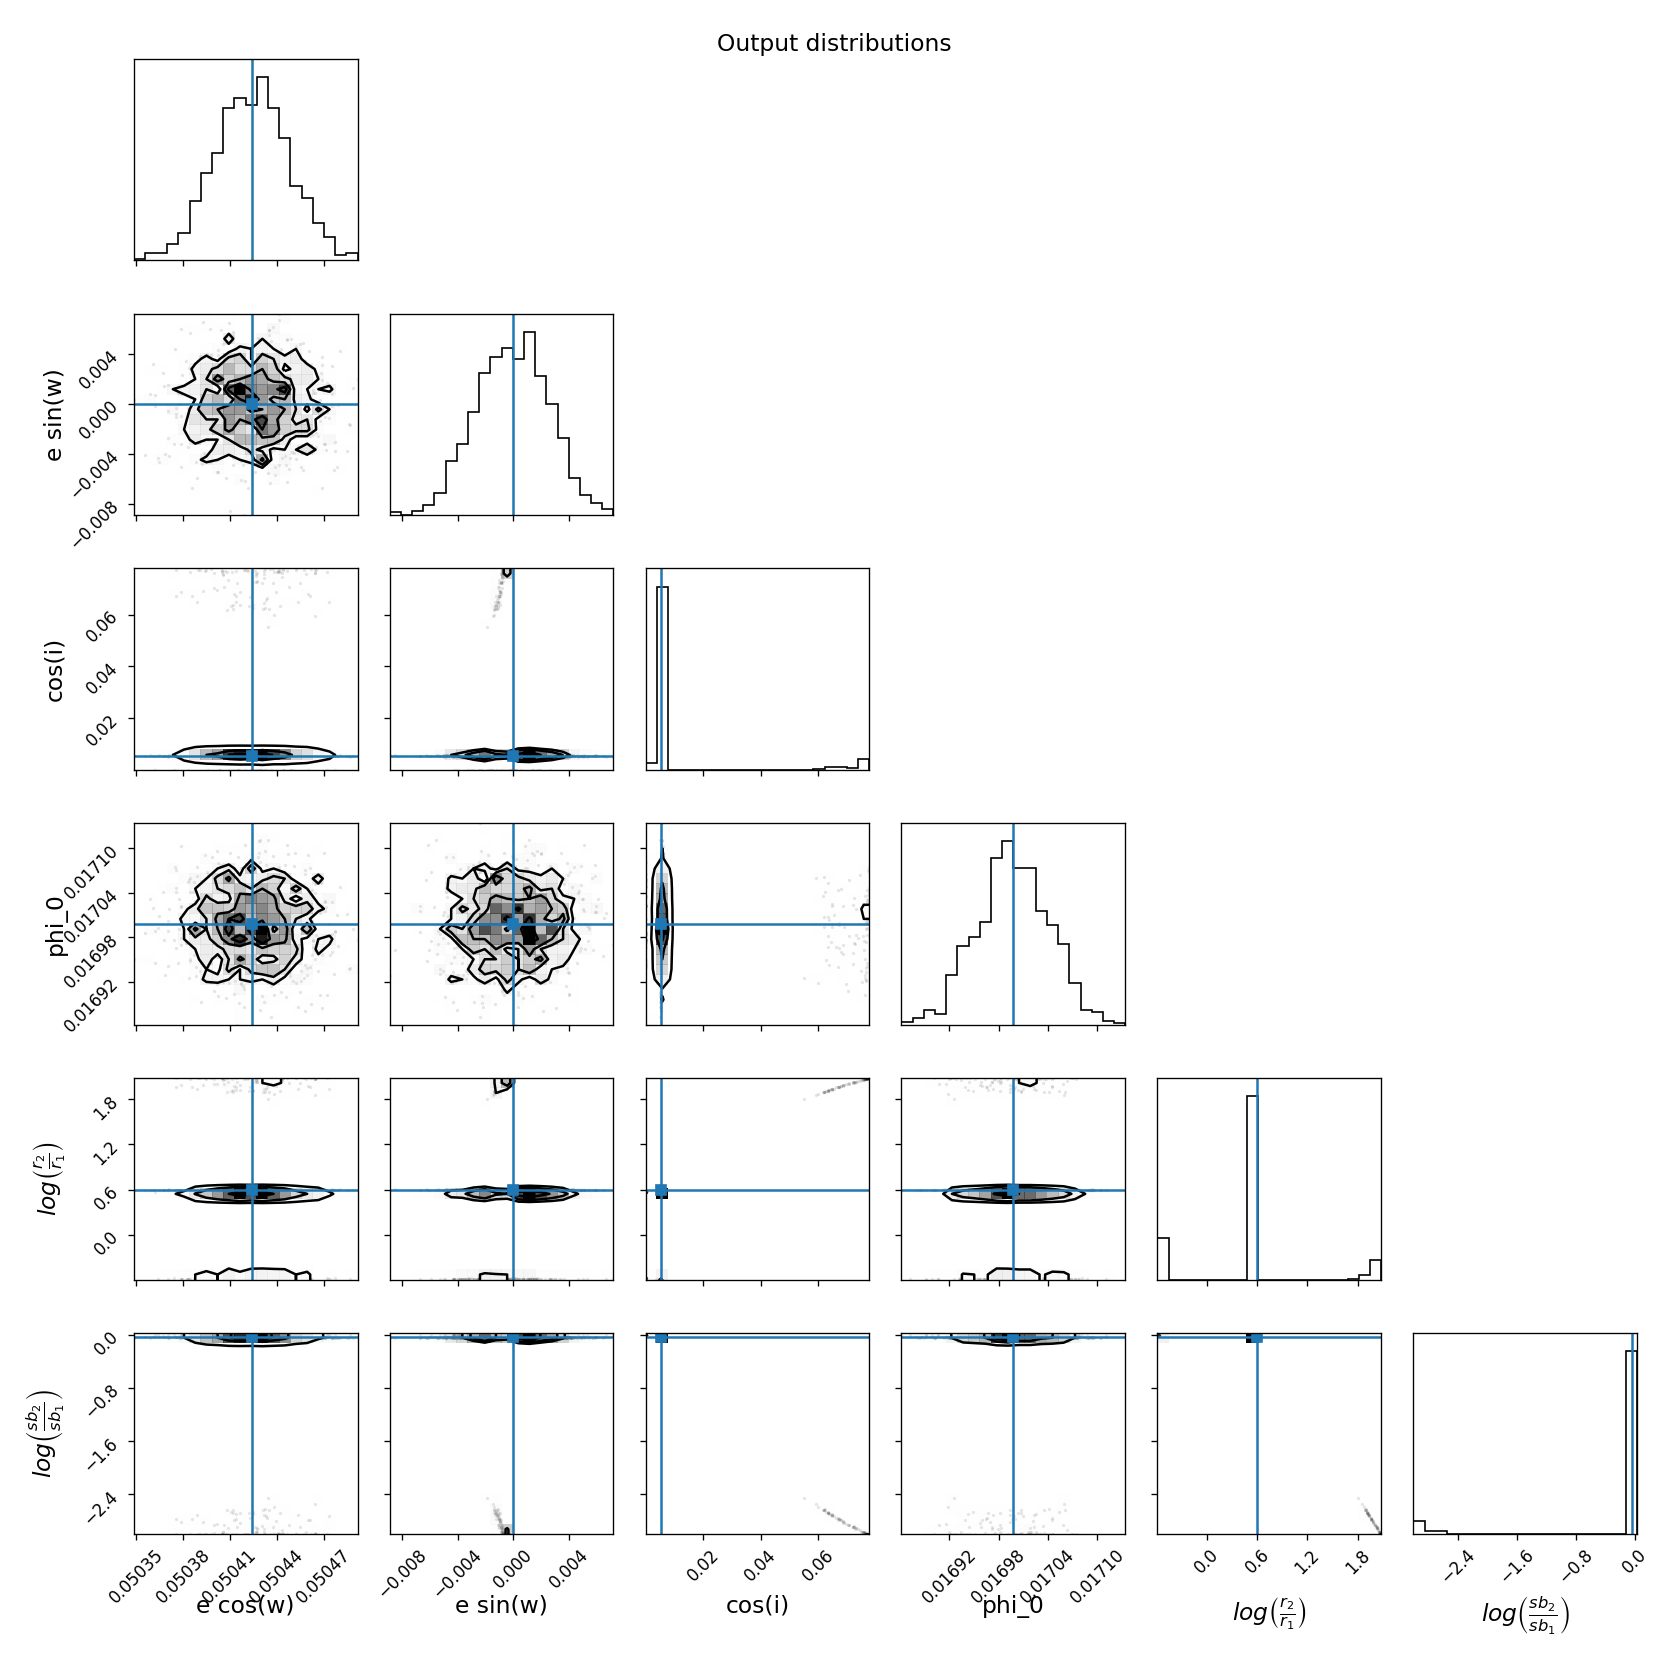 Output distributions
e sin(w)
0.004
0.000
−0.004
−0.008
cos(i)
0.06
0.04
0.02
phi_0
0.01710
0.01704
0.01698
0.01692
log(r2/r1)
1.8
1.2
0.6
0.0
log(sb2/sb1)
0.0
−0.8
−1.6
−2.4
0.05035 0.05038 0.05041 0.05044 0.05047
−0.008 −0.004 0.000 0.004
0.02 0.04 0.06
0.01692 0.01698 0.01704 0.01710
0.0 0.6 1.2 1.8
−2.4 −1.6 −0.8 0.0
e cos(w) e sin(w) cos(i) phi_0 log(r2/r1) log(sb2/sb1)